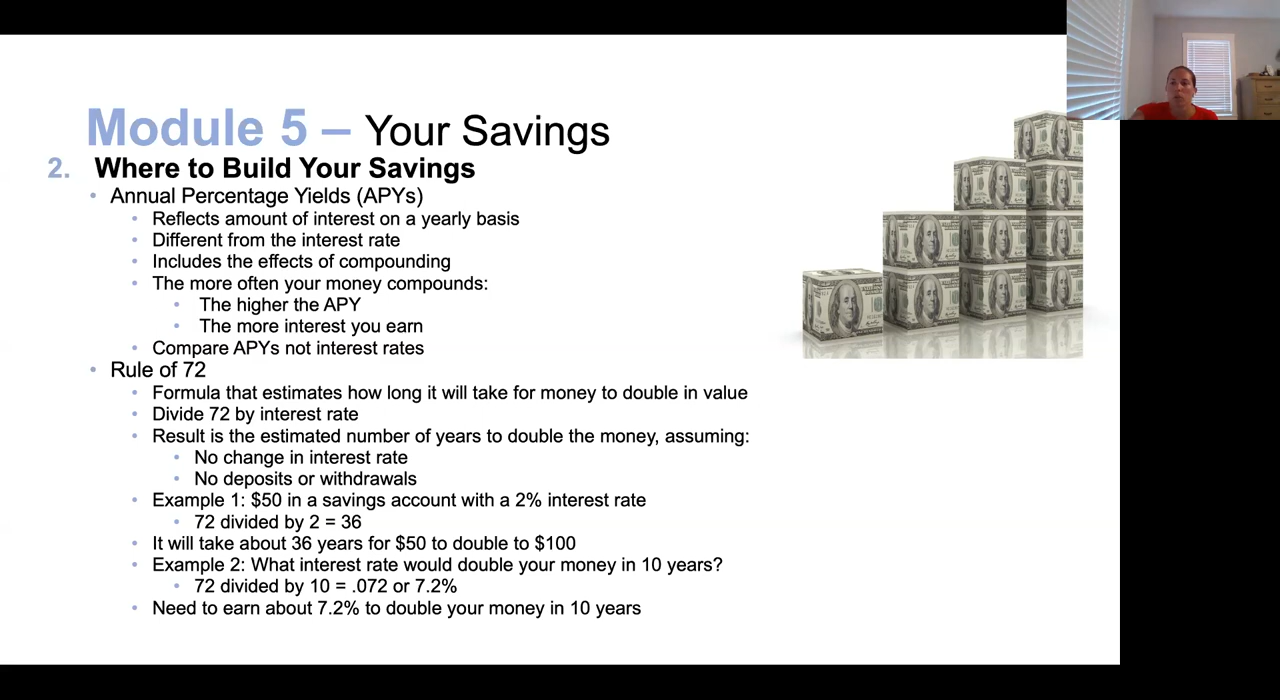 Module 5 – Your Savings
2. Where to Build Your Savings
• Annual Percentage Yields (APYs)
• Reflects amount of interest on a yearly basis
• Different from the interest rate
• Includes the effects of compounding
• The more often your money compounds:
• The higher the APY
• The more interest you earn
• Compare APYs not interest rates
• Rule of 72
• Formula that estimates how long it will take for money to double in value
• Divide 72 by interest rate
• Result is the estimated number of years to double the money, assuming:
• No change in interest rate
• No deposits or withdrawals
• Example 1: $50 in a savings account with a 2% interest rate
• 72 divided by 2 = 36
• It will take about 36 years for $50 to double to $100
• Example 2: What interest rate would double your money in 10 years?
• 72 divided by 10 = .072 or 7.2%
• Need to earn about 7.2% to double your money in 10 years